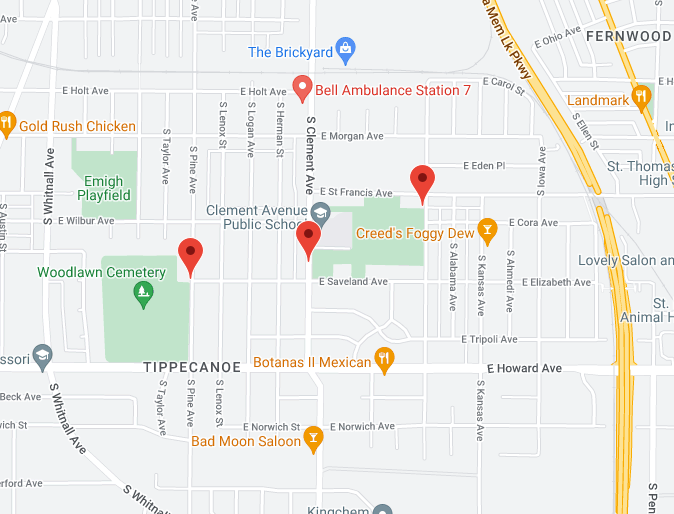 a Mem Lk Pkwy
FERNWOOD
E Ohio Ave
The Brickyard
E Holt Ave
E Holt Ave
Bell Ambulance Station 7
E Carol St
Landmark
Gold Rush Chicken
S Lenox St
S Logan Ave
S Herman St
S Clement Ave
E Morgan Ave
S Ellen St
In
S Taylor Ave
S Pine Ave
S Whitnall Ave
Emigh
Playfield
E Eden Pl
S Iowa Ave
St. Thomas
High S
E St Francis Ave
S Austin St
E Wilbur Ave
Clement Avenue
Public School
Creed's Foggy Dew
E Cora Ave
Woodlawn Cemetery
S Alabama Ave
S Kansas Ave
S Ahmedi Ave
Lovely Salon an
E Saveland Ave
E Elizabeth Ave
St.
Animal H
E Tripoli Ave
ssori
TIPPECANOE
Botanas II Mexican
E Howard Ave
Beck Ave
S Whitnall Ave
S Taylor Ave
S Pine Ave
S Lenox St
S Kansas Ave
wich St
E Norwich St
E Norwich Ave
Bad Moon Saloon
erford Ave
S Whitnall
Kingchem
S Pen